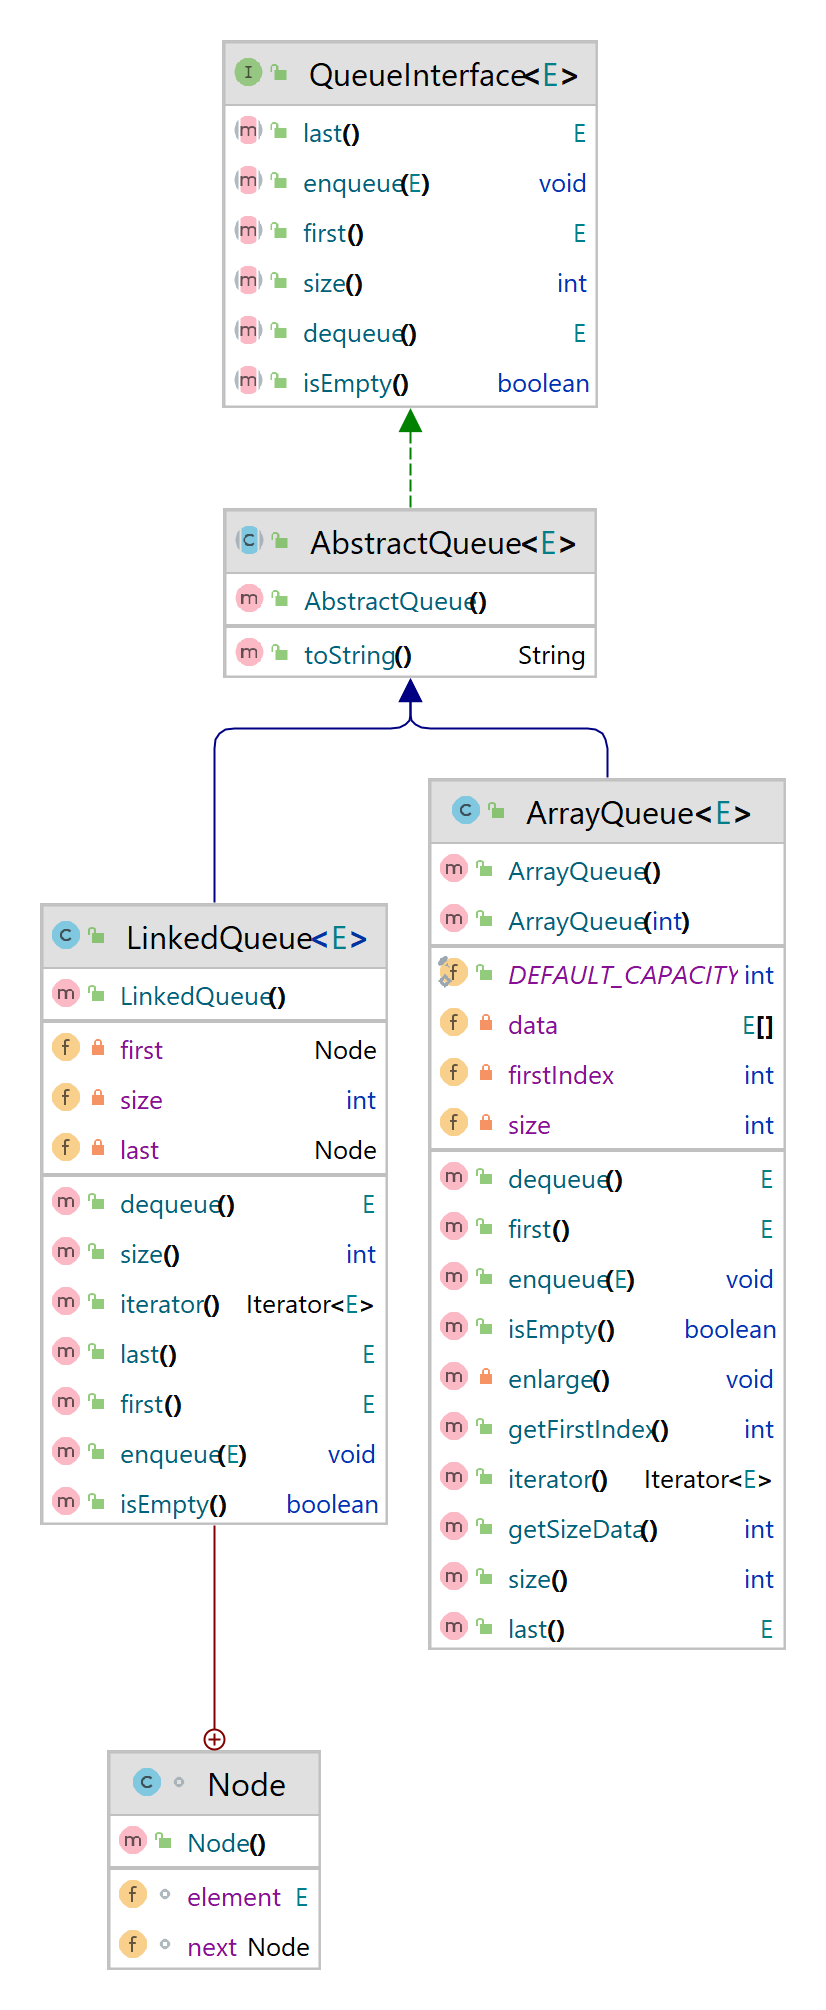 QueueInterface<E>
last() E
enqueue(E) void
first() E
size() int
dequeue() E
isEmpty() boolean
AbstractQueue<E>
AbstractQueue()
toString() String
LinkedQueue<E>
LinkedQueue()
first Node
size int
last Node
dequeue() E
size() int
iterator() Iterator<E>
last() E
first() E
enqueue(E) void
isEmpty() boolean
ArrayQueue<E>
ArrayQueue()
ArrayQueue(int)
DEFAULT_CAPACITY int
data E[]
firstIndex int
size int
dequeue() E
first() E
enqueue(E) void
isEmpty() boolean
enlarge() void
getFirstIndex() int
iterator() Iterator<E>
getSizeData() int
size() int
last() E
Node
Node()
element E
next Node